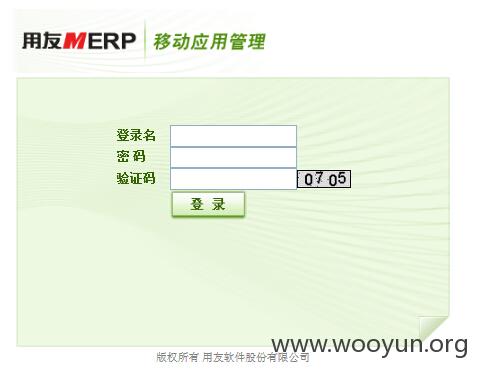 用友MERP 移动应用管理
登录名
密 码
验证码 0705
登 录
www.wooyun.org
版权所有 用友软件股份有限公司